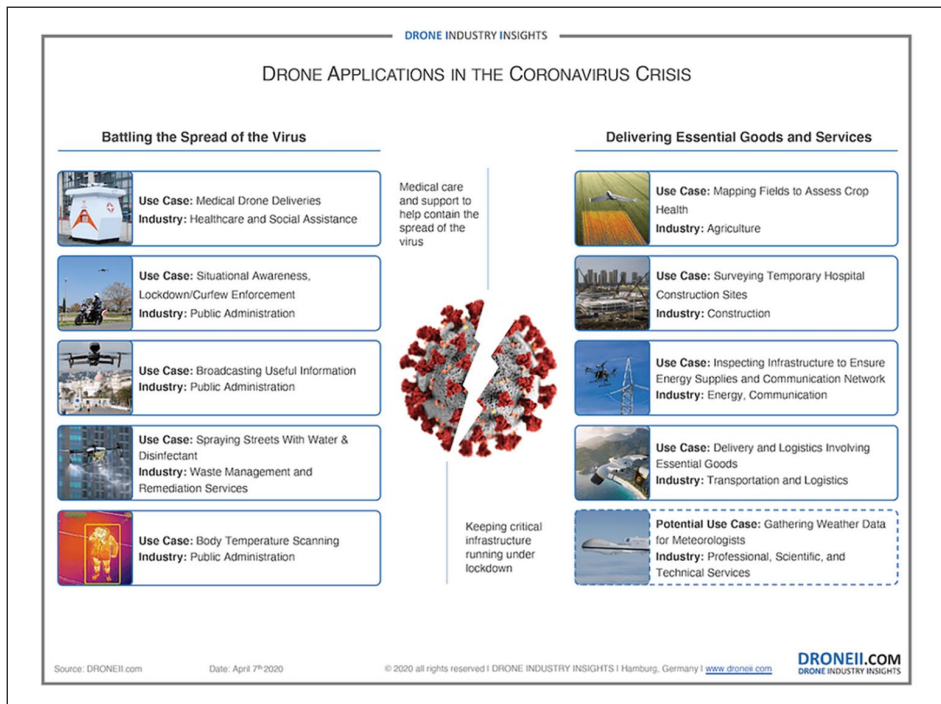 DRONE INDUSTRY INSIGHTS
DRONE APPLICATIONS IN THE CORONAVIRUS CRISIS
Battling the Spread of the Virus
Use Case: Medical Drone Deliveries
Industry: Healthcare and Social Assistance
Use Case: Situational Awareness,
Lockdown/Curfew Enforcement
Industry: Public Administration
Use Case: Broadcasting Useful Information
Industry: Public Administration
Use Case: Spraying Streets With Water &
Disinfectant
Industry: Waste Management and
Remediation Services
Use Case: Body Temperature Scanning
Industry: Public Administration
Medical care
and support to
help contain the
spread of the
virus
Keeping critical
infrastructure
running under
lockdown
Delivering Essential Goods and Services
Use Case: Mapping Fields to Assess Crop
Health
Industry: Agriculture
Use Case: Surveying Temporary Hospital
Construction Sites
Industry: Construction
Use Case: Inspecting Infrastructure to Ensure
Energy Supplies and Communication Network
Industry: Energy, Communication
Use Case: Delivery and Logistics Involving
Essential Goods
Industry: Transportation and Logistics
Potential Use Case: Gathering Weather Data
for Meteorologists
Industry: Professional, Scientific, and
Technical Services
Source: DRONEII.com
Date: April 7th 2020
© 2020 all rights reserved I DRONE INDUSTRY INSIGHTS I Hamburg, Germany I www.droneii.com
DRONEII.COM
DRONE INDUSTRY INSIGHTS